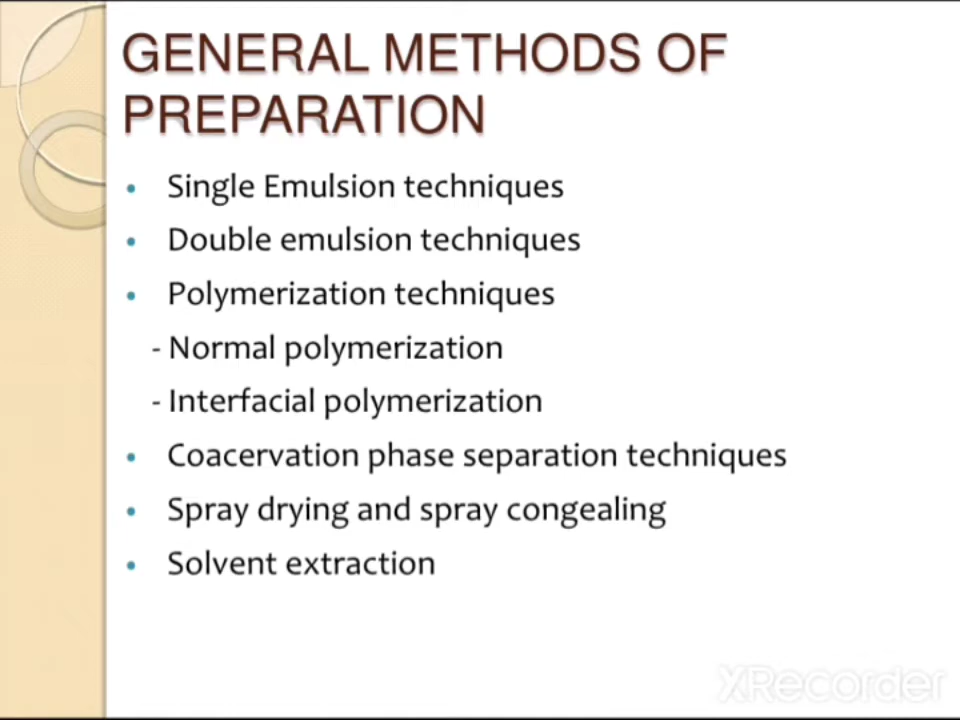 GENERAL METHODS OF
PREPARATION
• Single Emulsion techniques
• Double emulsion techniques
• Polymerization techniques
- Normal polymerization
- Interfacial polymerization
• Coacervation phase separation techniques
• Spray drying and spray congealing
• Solvent extraction
XRecorder